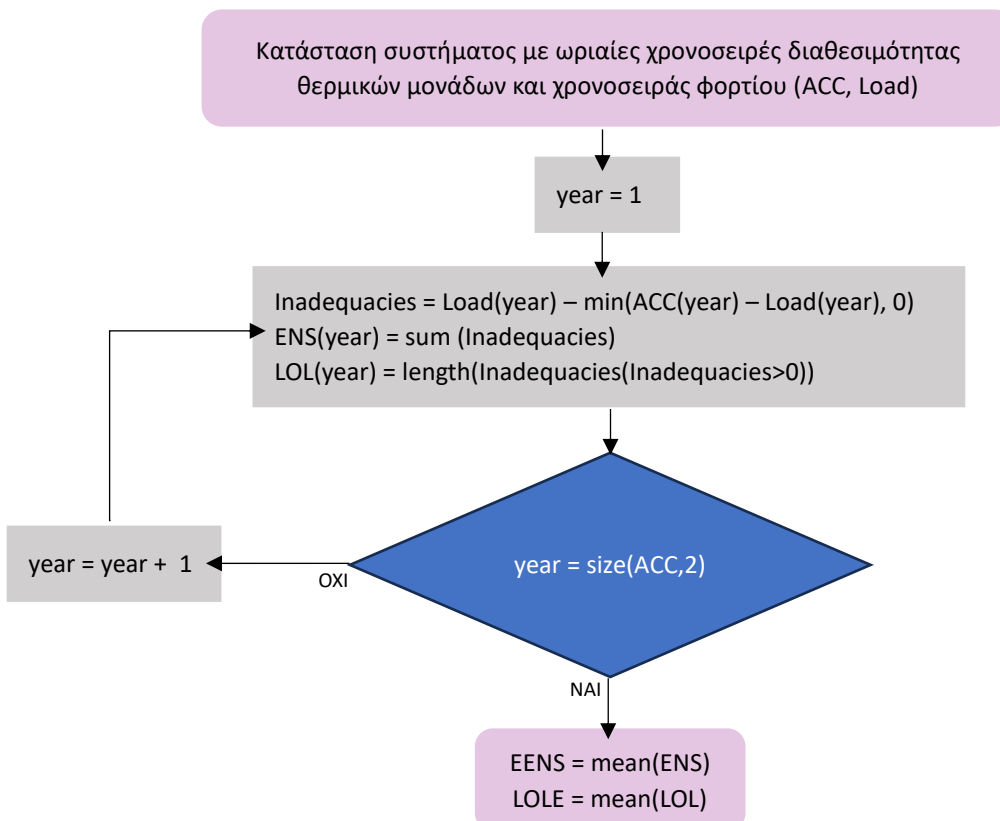 Κατάσταση συστήματος με ωριαίες χρονοσειρές διαθεσιμότητας
θερμικών μονάδων και χρονοσειράς φορτίου (ACC, Load)
year = 1
Inadequacies = Load(year) – min(ACC(year) – Load(year), 0)
ENS(year) = sum (Inadequacies)
LOL(year) = length(Inadequacies(Inadequacies>0))
year = size(ACC,2)
year = year + 1
ΟΧΙ
ΝΑΙ
EENS = mean(ENS)
LOLE = mean(LOL)